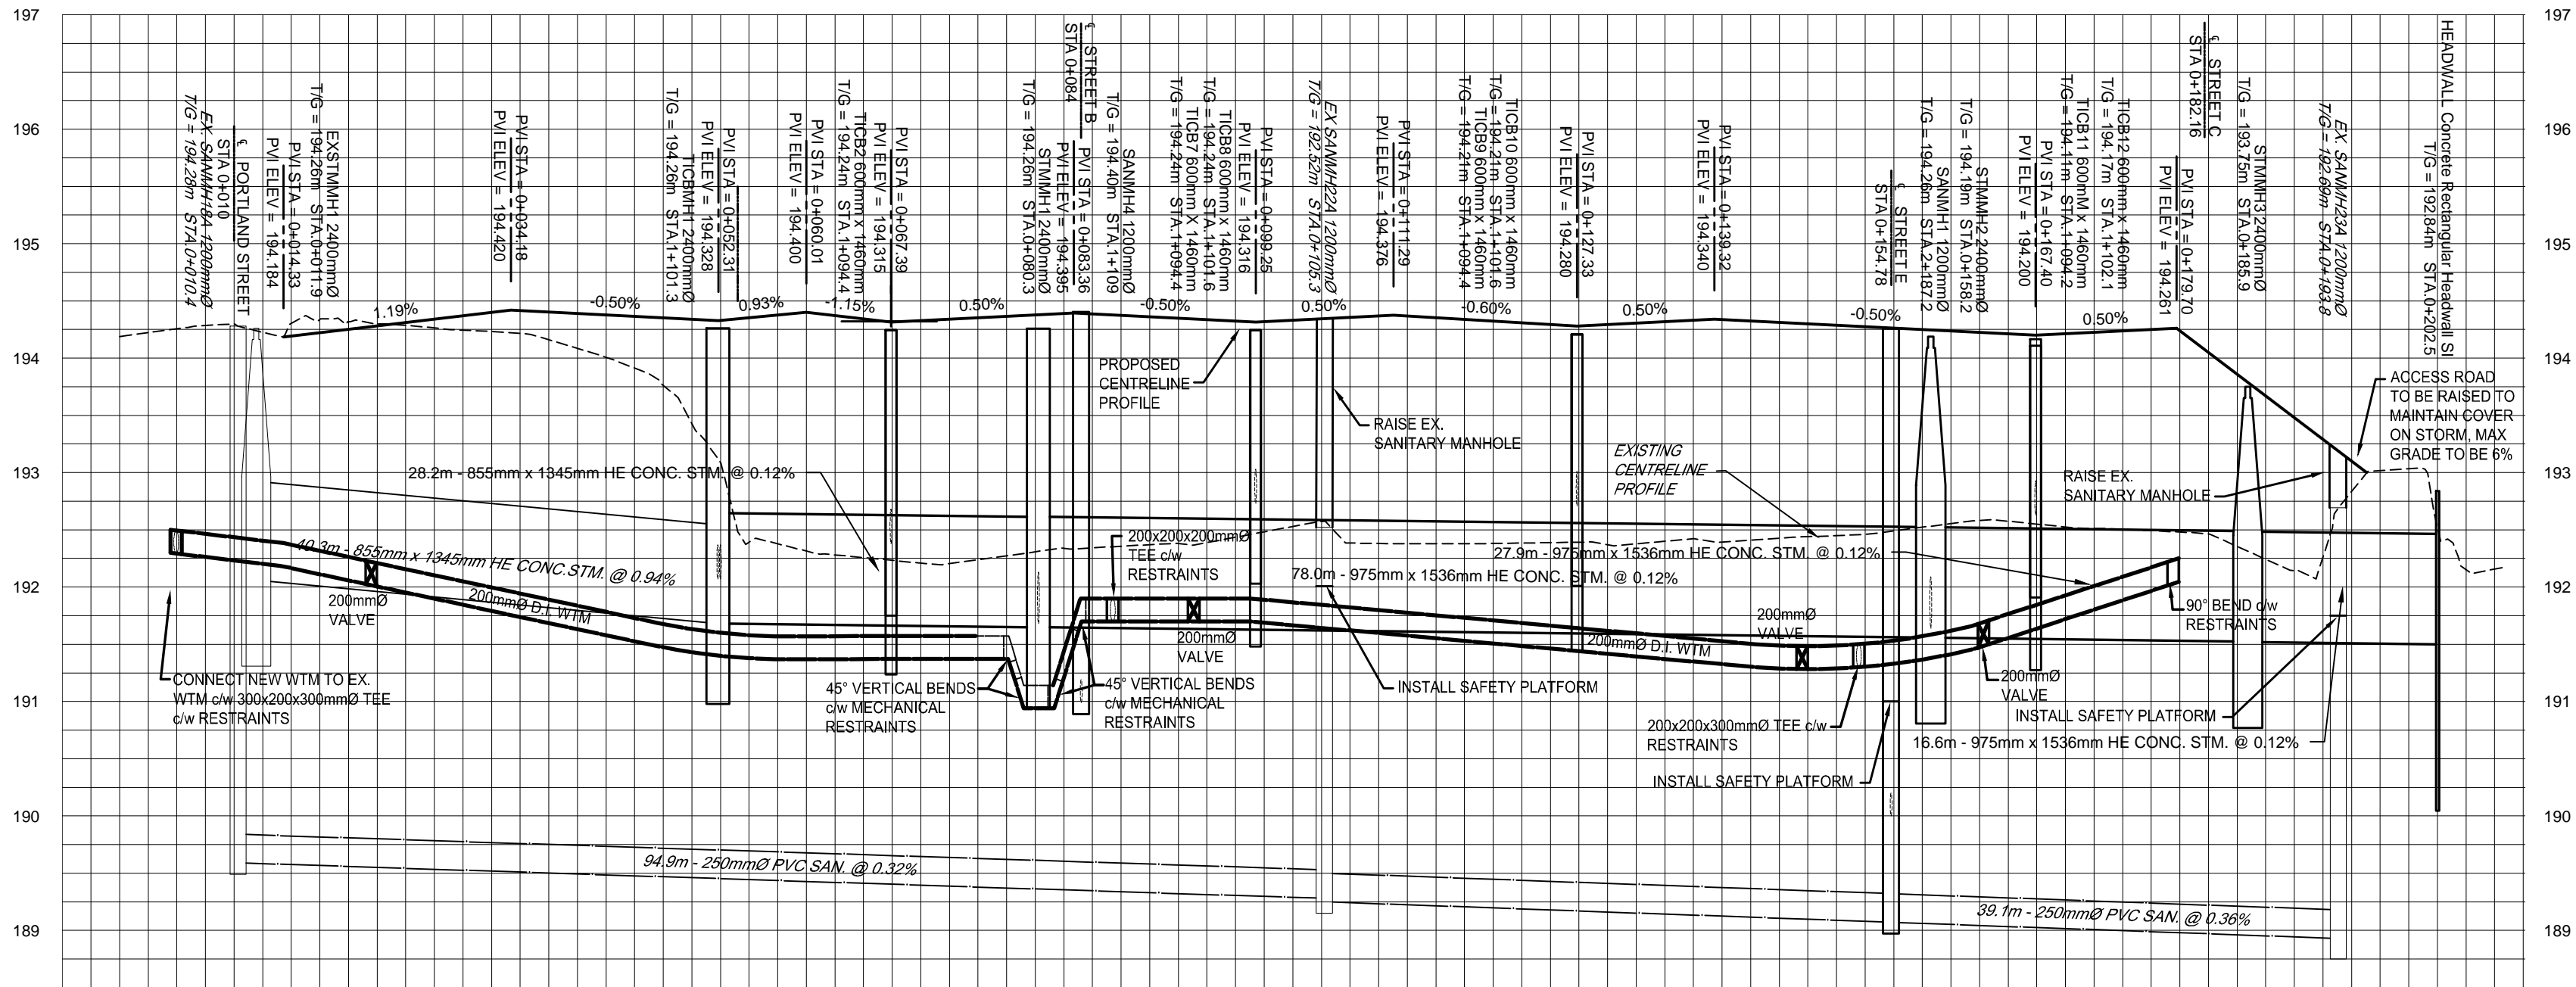 197
196
195
194
193
192
191
190
189
197
196
195
194
193
192
191
190
189
EX. SANMH18A 1200mmØ
T/G = 194.28m STA.0+010.4
℄ PORTLAND STREET
STA 0+010
PVI STA = 0+014.33
PVI ELEV = 194.184
EXSTMMH1 2400mmØ
T/G = 194.26m STA.0+011.9
PVI STA = 0+034.18
PVI ELEV = 194.420
TICBMH1 2400mmØ
T/G = 194.26m STA.1+101.3
PVI STA = 0+052.31
PVI ELEV = 194.328
PVI STA = 0+060.01
PVI ELEV = 194.400
TICB2 600mm x 1460mm
T/G = 194.24m STA.1+094.4
PVI STA = 0+067.39
PVI ELEV = 194.315
STMMH1 2400mmØ
T/G = 194.26m STA.0+080.3
℄ STREET B
STA 0+084
PVI STA = 0+083.36
PVI ELEV = 194.395
SANMH4 1200mmØ
T/G = 194.40m STA.1+109
TICB7 600mm X 1460mm
T/G = 194.24m STA.1+094.4
TICB8 600mm X 1460mm
T/G = 194.24m STA.1+101.6
PVI STA = 0+099.25
PVI ELEV = 194.316
EX SANMH22A 1200mmØ
T/G = 192.52m STA.0+105.3
PVI STA = 0+111.29
PVI ELEV = 194.376
TICB9 600mm X 1460mm
T/G = 194.21m STA.1+094.4
TICB10 600mm x 1460mm
T/G = 194.21m STA.1+101.6
PVI STA = 0+127.33
PVI ELEV = 194.280
PVI STA = 0+139.32
PVI ELEV = 194.340
℄ STREET E
STA 0+154.78
SANMH1 1200mmØ
T/G = 194.26m STA.2+187.2
STMMH2 2400mmØ
T/G = 194.19m STA.0+158.2
PVI STA = 0+167.40
PVI ELEV = 194.200
TICB11 600mM X 1460mm
T/G = 194.11m STA.1+094.2
TICB12 600mm x 1460mm
T/G = 194.17m STA.1+102.1
PVI STA = 0+179.70
PVI ELEV = 194.261
℄ STREET C
STA 0+182.16
STMMH3 2400mmØ
T/G = 193.75m STA.0+185.9
EX. SANMH23A 1200mmØ
T/G = 192.69m STA.0+193.8
HEADWALL Concrete Rectangular Headwall SI
T/G = 192.84m STA.0+202.5
1.19%
-0.50%
0.93%
-1.15%
0.50%
-0.50%
0.50%
-0.60%
0.50%
-0.50%
0.50%
PROPOSED
CENTRELINE
PROFILE
RAISE EX.
SANITARY MANHOLE
EXISTING
CENTRELINE
PROFILE
RAISE EX.
SANITARY MANHOLE
ACCESS ROAD
TO BE RAISED TO
MAINTAIN COVER
ON STORM, MAX
GRADE TO BE 6%
28.2m - 855mm x 1345mm HE CONC. STM. @ 0.12%
40.3m - 855mm x 1345mm HE CONC.STM. @ 0.94%
200mmØ D.I. WTM
200mmØ
VALVE
200x200x200mmØ
TEE c/w
RESTRAINTS
27.9m - 975mm x 1536mm HE CONC. STM. @ 0.12%
78.0m - 975mm x 1536mm HE CONC. STM. @ 0.12%
200mmØ
VALVE
200mmØ D.I. WTM
200mmØ
VALVE
90° BEND c/w
RESTRAINTS
CONNECT NEW WTM TO EX.
WTM c/w 300x200x300mmØ TEE
c/w RESTRAINTS
45° VERTICAL BENDS
c/w MECHANICAL
RESTRAINTS
45° VERTICAL BENDS
c/w MECHANICAL
RESTRAINTS
INSTALL SAFETY PLATFORM
200x200x300mmØ TEE c/w
RESTRAINTS
INSTALL SAFETY PLATFORM
200mmØ
VALVE
INSTALL SAFETY PLATFORM
16.6m - 975mm x 1536mm HE CONC. STM. @ 0.12%
94.9m - 250mmØ PVC SAN. @ 0.32%
39.1m - 250mmØ PVC SAN. @ 0.36%